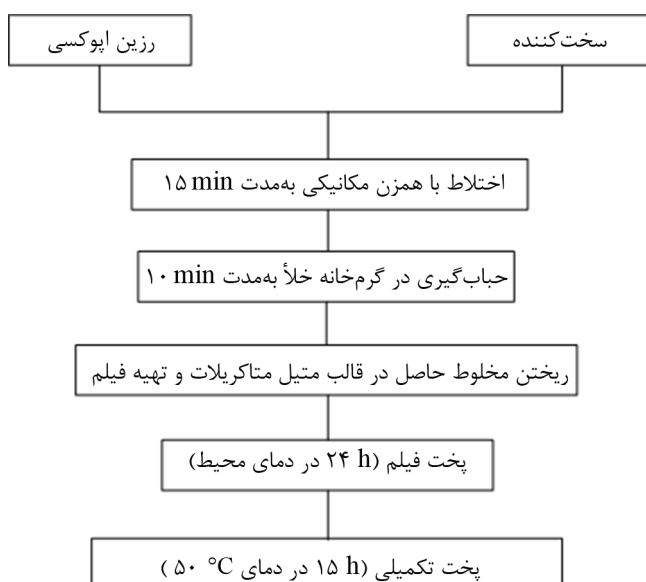 سخت‌کننده
رزین اپوکسی
اختلاط با همزن مکانیکی به‌مدت ۱۵ min
حباب‌گیری در گرم‌خانه خلأ به‌مدت ۱۰ min
ریختن مخلوط حاصل در قالب متیل متاکریلات و تهیه فیلم
پخت فیلم (۲۴ h در دمای محیط)
پخت تکمیلی (۱۵ h در دمای ۵۰ °C )